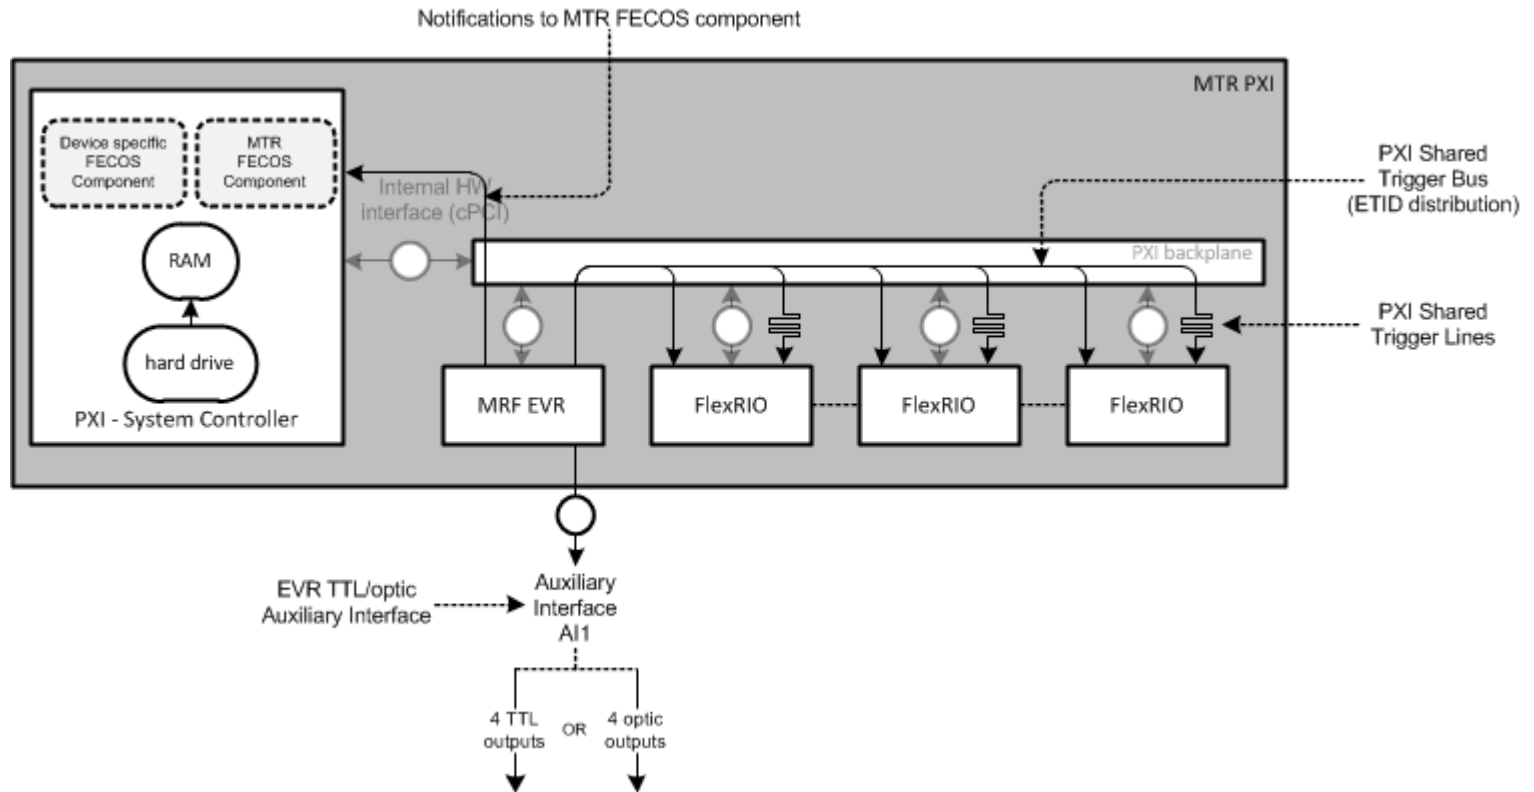 Notifications to MTR FECOS component
MTR PXI
Device specific
FECOS
Component
MTR
FECOS
Component
Internal HW
interface (cPCI)
PXI Shared
Trigger Bus
(ETID distribution)
RAM
PXI backplane
PXI Shared
Trigger Lines
hard drive
PXI - System Controller
MRF EVR
FlexRIO
FlexRIO
FlexRIO
EVR TTL/optic
Auxiliary Interface
Auxiliary
Interface
AI1
4 TTL
outputs
OR
4 optic
outputs